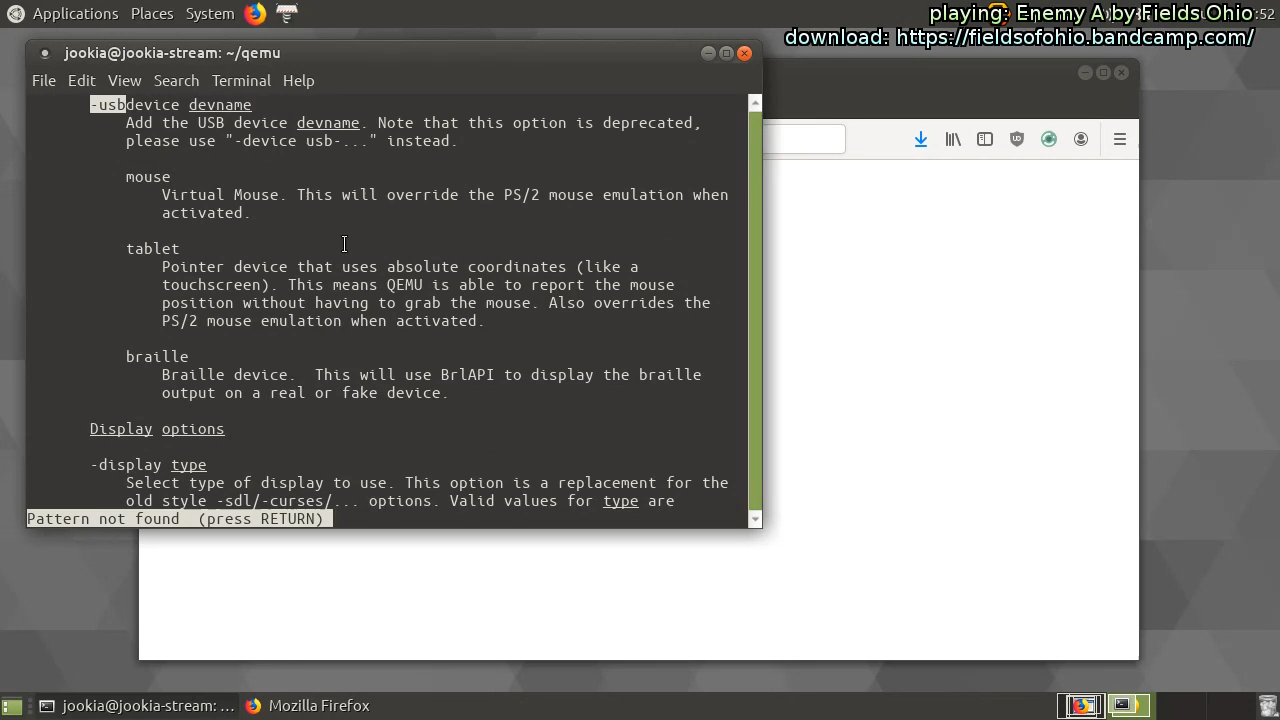 Applications Places System
playing: Enemy A by Fields Ohio
:52
download: https://fieldsofohio.bandcamp.com/
jookia@jookia-stream: ~/qemu
File Edit View Search Terminal Help
-usbdevice devname
Add the USB device devname. Note that this option is deprecated,
please use "-device usb-..." instead.
mouse
Virtual Mouse. This will override the PS/2 mouse emulation when
activated.
tablet
Pointer device that uses absolute coordinates (like a
touchscreen). This means QEMU is able to report the mouse
position without having to grab the mouse. Also overrides the
PS/2 mouse emulation when activated.
braille
Braille device.  This will use BrlAPI to display the braille
output on a real or fake device.
Display options
-display type
Select type of display to use. This option is a replacement for the
old style -sdl/-curses/... options. Valid values for type are
Pattern not found  (press RETURN)
jookia@jookia-stream: ...
Mozilla Firefox